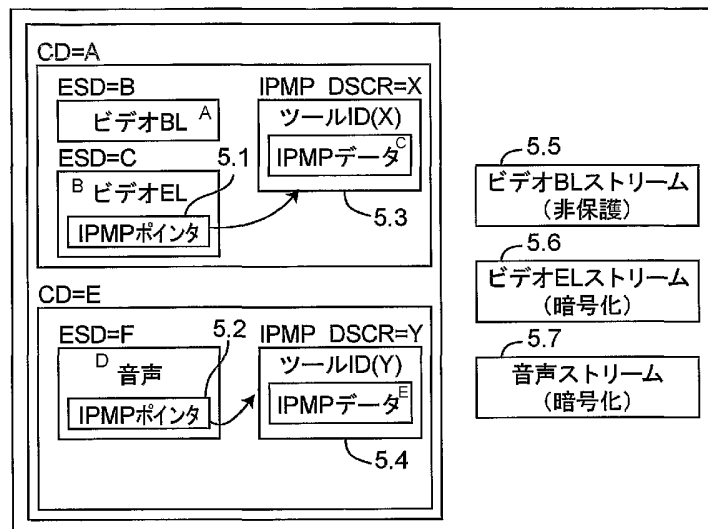 CD=A
ESD=B
ビデオBL A
ESD=C
B ビデオEL
IPMPポインタ
5.1
IPMP DSCR=X
ツールID(X)
IPMPデータ C
5.3
CD=E
ESD=F
D 音声
IPMPポインタ
5.2
IPMP DSCR=Y
ツールID(Y)
IPMPデータ E
5.4
5.5
ビデオBLストリーム
(非保護)
5.6
ビデオELストリーム
(暗号化)
5.7
音声ストリーム
(暗号化)